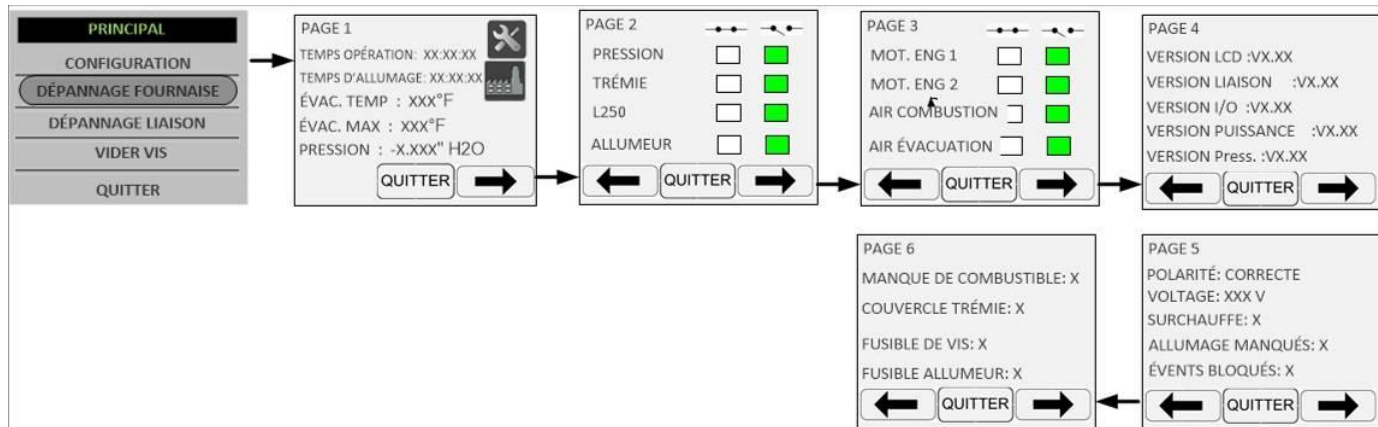 PRINCIPAL
CONFIGURATION
DÉPANNAGE FOURNAISE
DÉPANNAGE LIAISON
VIDER VIS
QUITTER
PAGE 1
TEMPS OPÉRATION: XX:XX:XX
TEMPS D'ALLUMAGE: XX:XX:XX
ÉVAC. TEMP : XXX°F
ÉVAC. MAX : XXX°F
PRESSION : -X.XXX" H2O
QUITTER
PAGE 2
PRESSION
TRÉMIE
L250
ALLUMEUR
QUITTER
PAGE 3
MOT. ENG 1
MOT. ENG 2
AIR COMBUSTION
AIR ÉVACUATION
QUITTER
PAGE 4
VERSION LCD :VX.XX
VERSION LIAISON :VX.XX
VERSION I/O :VX.XX
VERSION PUISSANCE :VX.XX
VERSION Press. :VX.XX
QUITTER
PAGE 5
POLARITÉ: CORRECTE
VOLTAGE: XXX V
SURCHAUFFE: X
ALLUMAGE MANQUÉS: X
ÉVENTS BLOQUÉS: X
QUITTER
PAGE 6
MANQUE DE COMBUSTIBLE: X
COUVERCLE TRÉMIE: X
FUSIBLE DE VIS: X
FUSIBLE ALLUMEUR: X
QUITTER